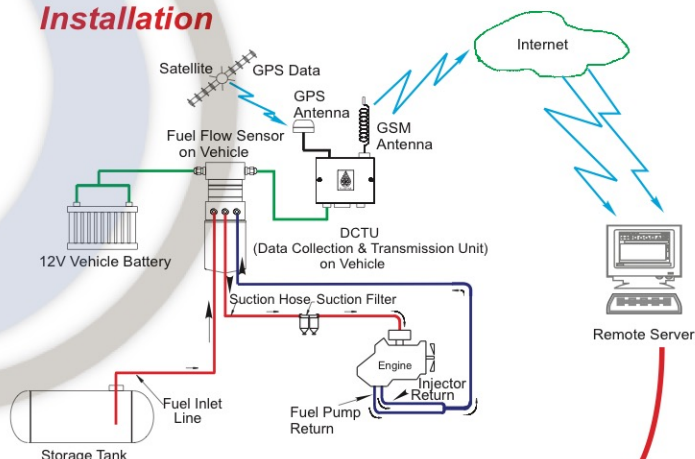 Installation
Satellite
GPS Data
Internet
GPS
Antenna
GSM
Antenna
Fuel Flow Sensor
on Vehicle
DCTU
(Data Collection & Transmission Unit)
on Vehicle
12V Vehicle Battery
Suction Hose
Suction Filter
Remote Server
Engine
Injector
Return
Fuel Inlet
Line
Fuel Pump
Return
Storage Tank